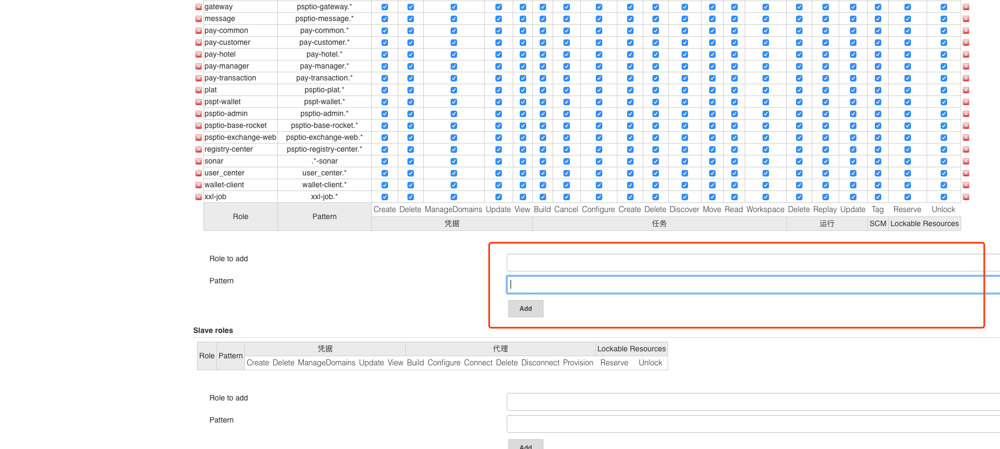 gateway psptio-gateway.*
message psptio-message.*
pay-common pay-common.*
pay-customer pay-customer.*
pay-hotel pay-hotel.*
pay-manager pay-manager.*
pay-transaction pay-transaction.*
plat psptio-plat.*
pspt-wallet pspt-wallet.*
psptio-admin psptio-admin.*
psptio-base-rocket psptio-base-rocket.*
psptio-exchange-web psptio-exchange-web.*
registry-center psptio-registry-center.*
sonar .*-sonar
user_center user_center.*
wallet-client wallet-client.*
xxl-job xxl-job.*
Create Delete ManageDomains Update View Build Cancel Configure Create Delete Discover Move Read Workspace Delete Replay Update Tag Reserve Unlock
Role Pattern
凭据 任务 运行 SCM Lockable Resources
Role to add
Pattern
Add
Slave roles
凭据 代理 Lockable Resources
Role Pattern
Create Delete ManageDomains Update View Build Configure Connect Delete Disconnect Provision Reserve Unlock
Role to add
Pattern
Add